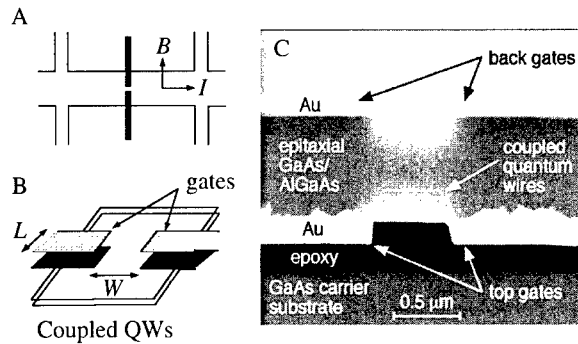 A
B
I
B
gates
L
W
Coupled QWs
C
back gates
Au
epitaxial
GaAs/
AlGaAs
coupled
quantum
wires
Au
epoxy
GaAs carrier
substrate
0.5 µm
top gates